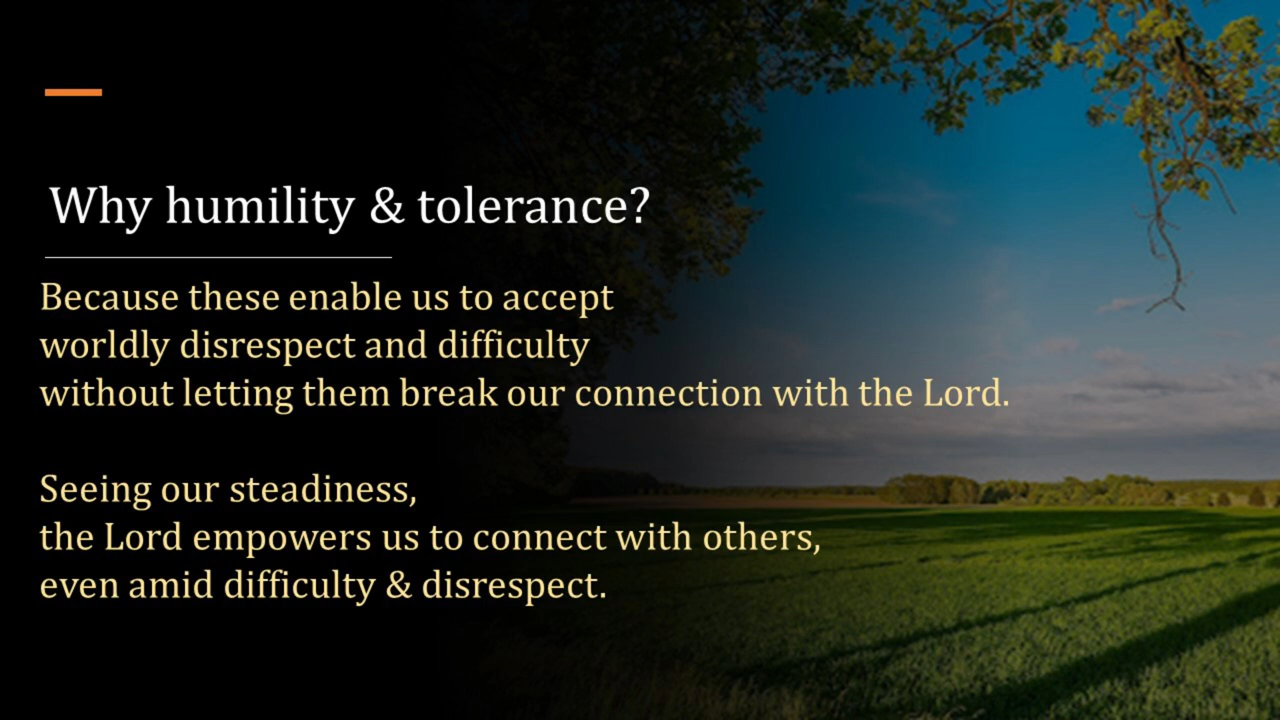 Why humility & tolerance?
Because these enable us to accept
worldly disrespect and difficulty
without letting them break our connection with the Lord.
Seeing our steadiness,
the Lord empowers us to connect with others,
even amid difficulty & disrespect.